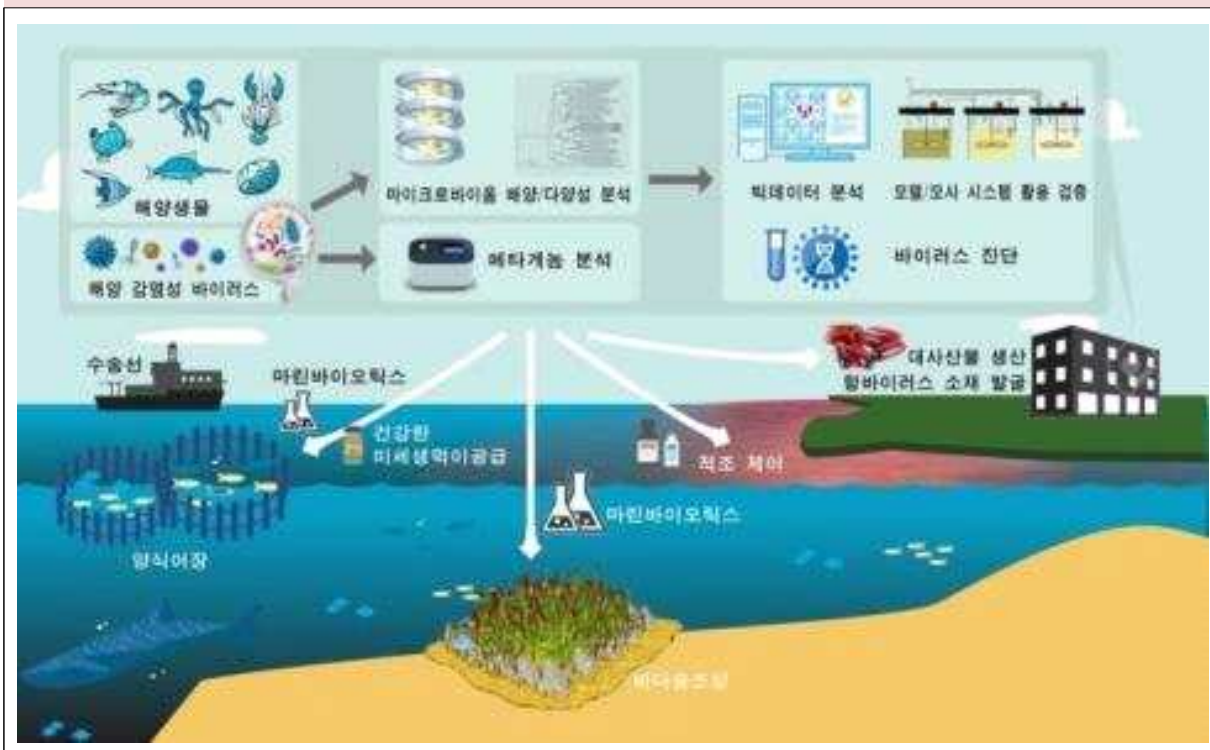 해양생물
해양 감염성 바이러스
마이크로바이옴 해양/다양성 분석
메타게놈 분석
빅데이터 분석
모델/모사 시스템 활용 검증
바이러스 진단
수송선
마린바이오틱스
건강한
미세생먹이공급
대사산물 생산
항바이러스 소재 발굴
적조 제어
마린바이오틱스
양식어장
바다숲조성